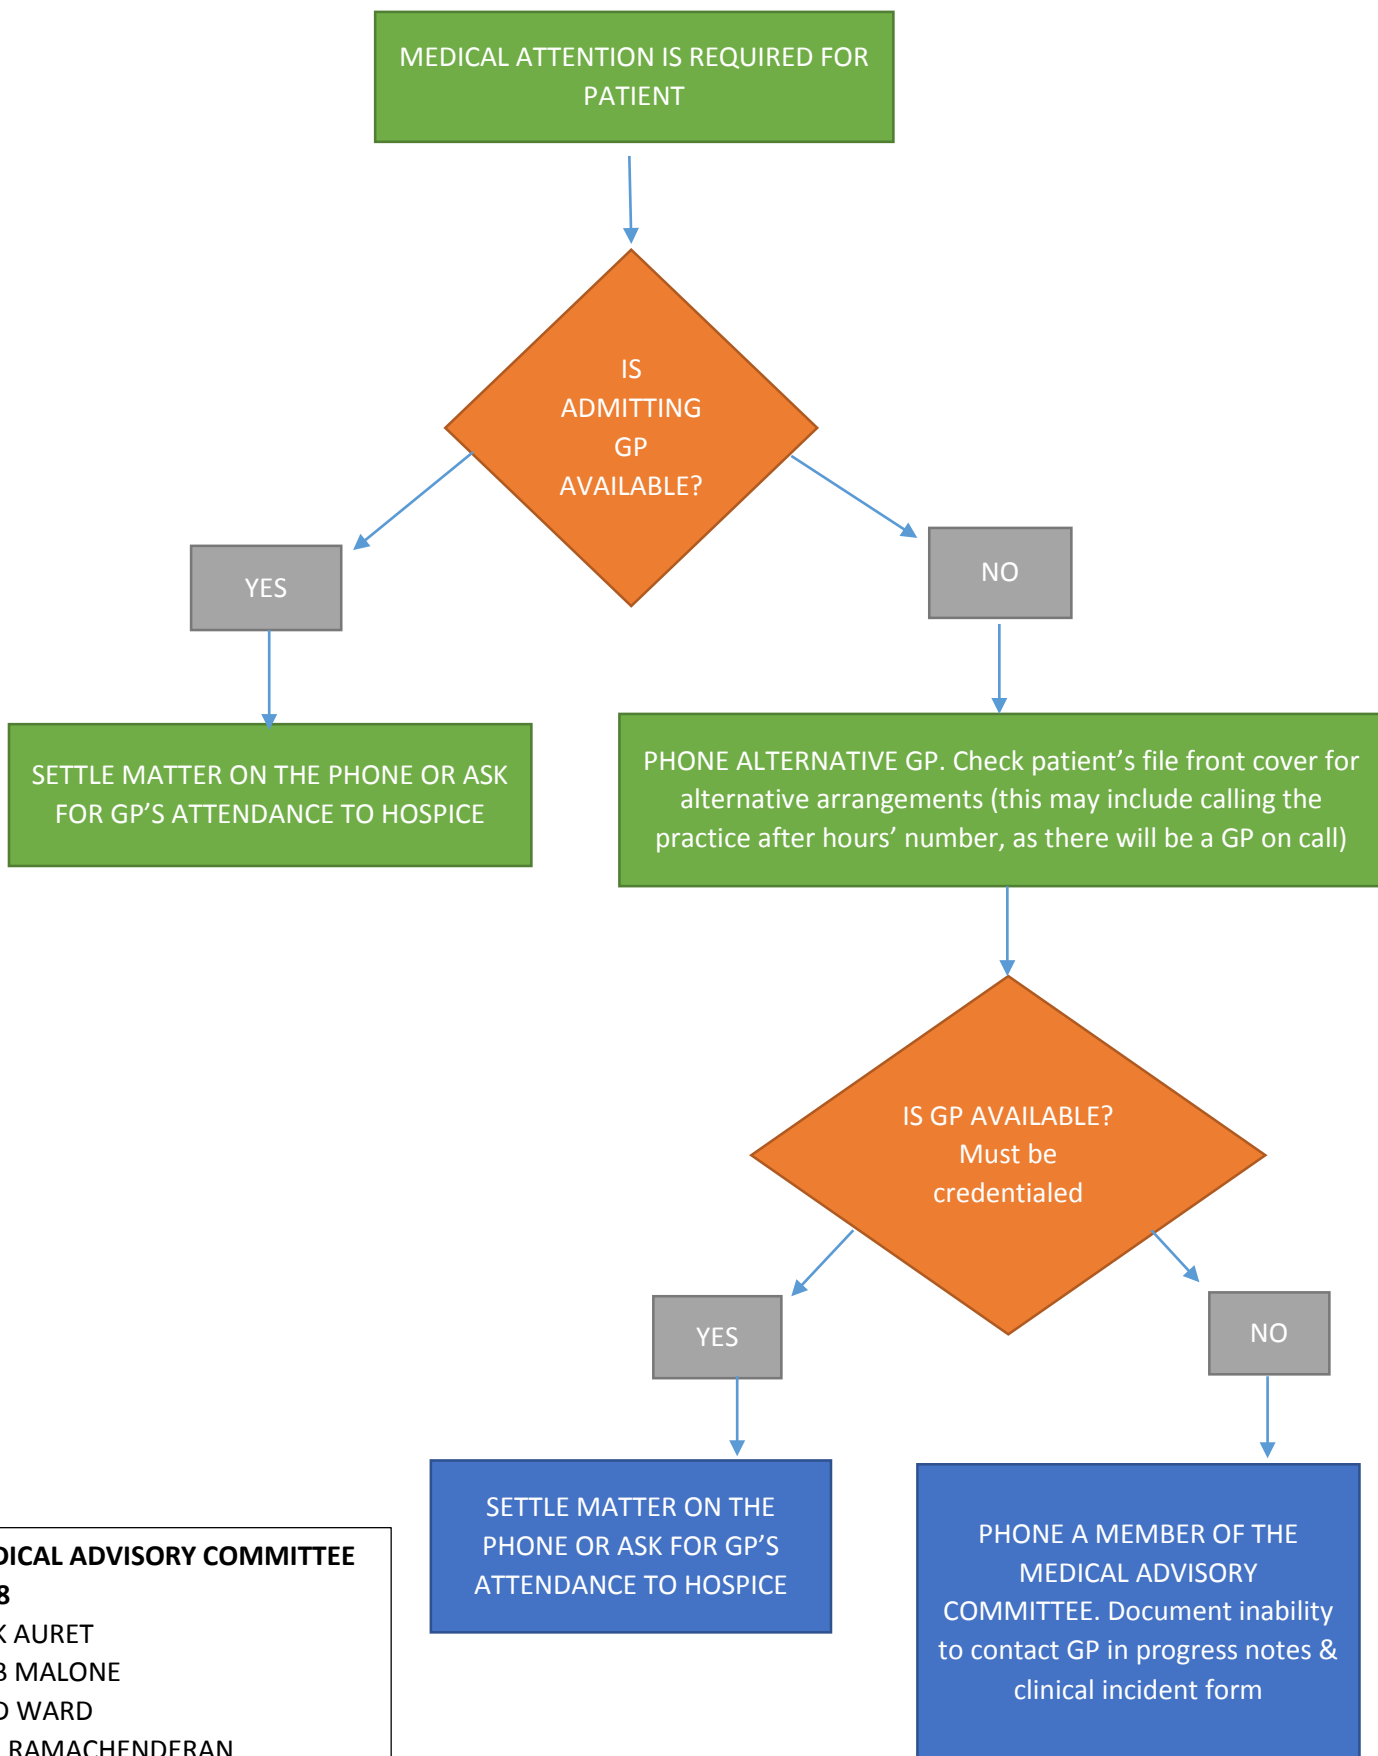 MEDICAL ATTENTION IS REQUIRED FOR
PATIENT
IS
ADMITTING
GP
AVAILABLE?
YES
NO
SETTLE MATTER ON THE PHONE OR ASK
FOR GP’S ATTENDANCE TO HOSPICE
PHONE ALTERNATIVE GP. Check patient’s file front cover for
alternative arrangements (this may include calling the
practice after hours’ number, as there will be a GP on call)
IS GP AVAILABLE?
Must be
credentialed
YES
NO
SETTLE MATTER ON THE
PHONE OR ASK FOR GP’S
ATTENDANCE TO HOSPICE
PHONE A MEMBER OF THE
MEDICAL ADVISORY
COMMITTEE. Document inability
to contact GP in progress notes &
clinical incident form
DICAL ADVISORY COMMITTEE
8
K AURET
B MALONE
D WARD
RAMACHENDERAN